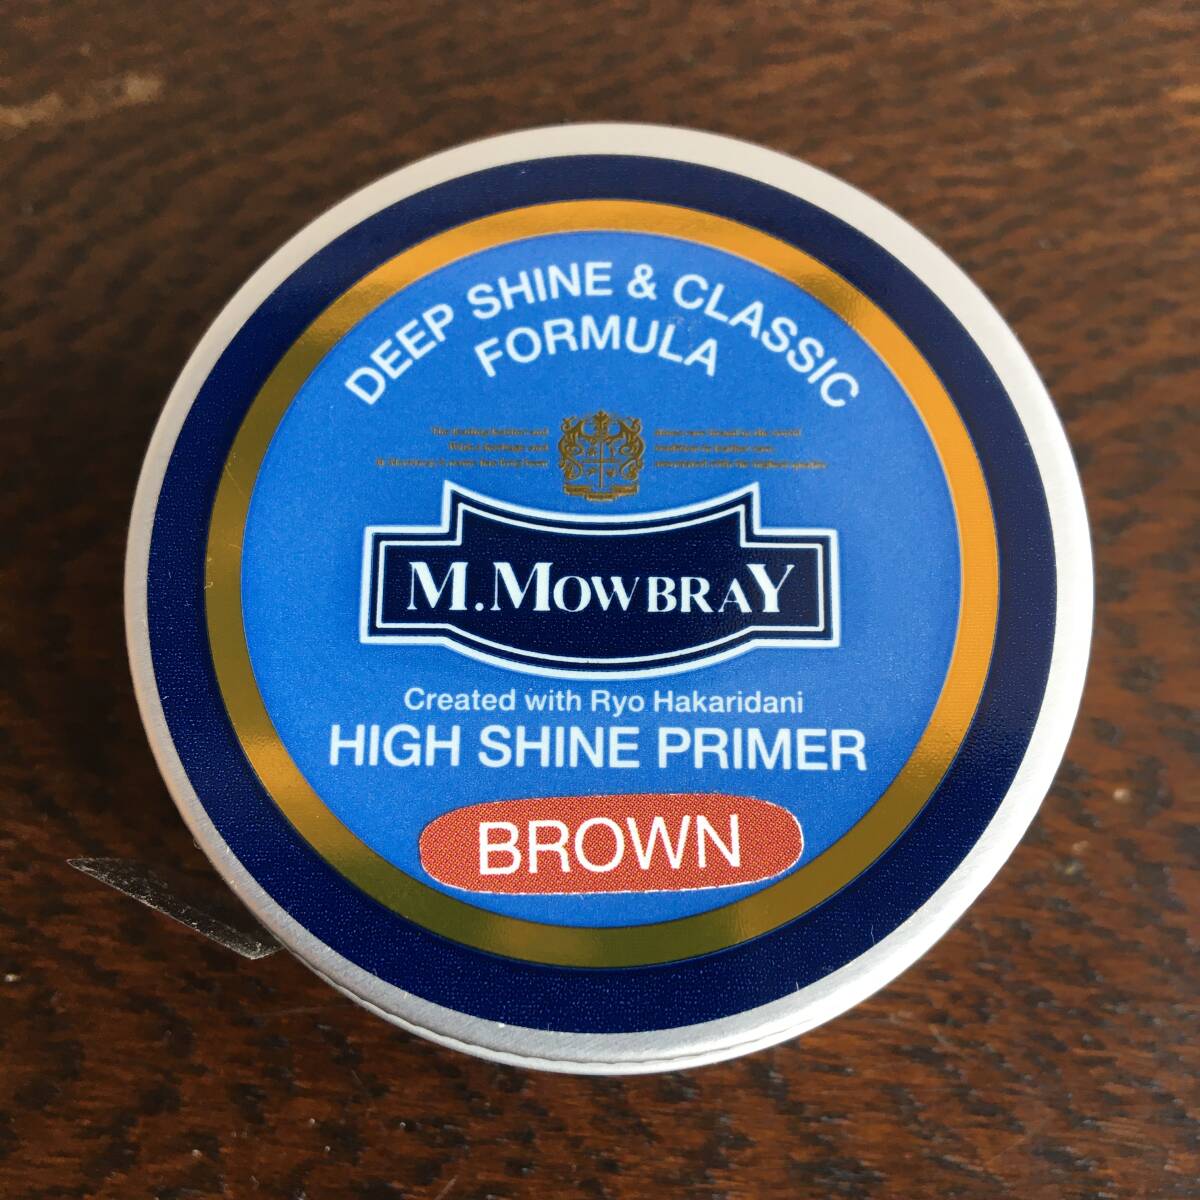 DEEP SHINE & CLASSIC
FORMULA
M.MOWBRAY
Created with Ryo Hakaridani
HIGH SHINE PRIMER
BROWN